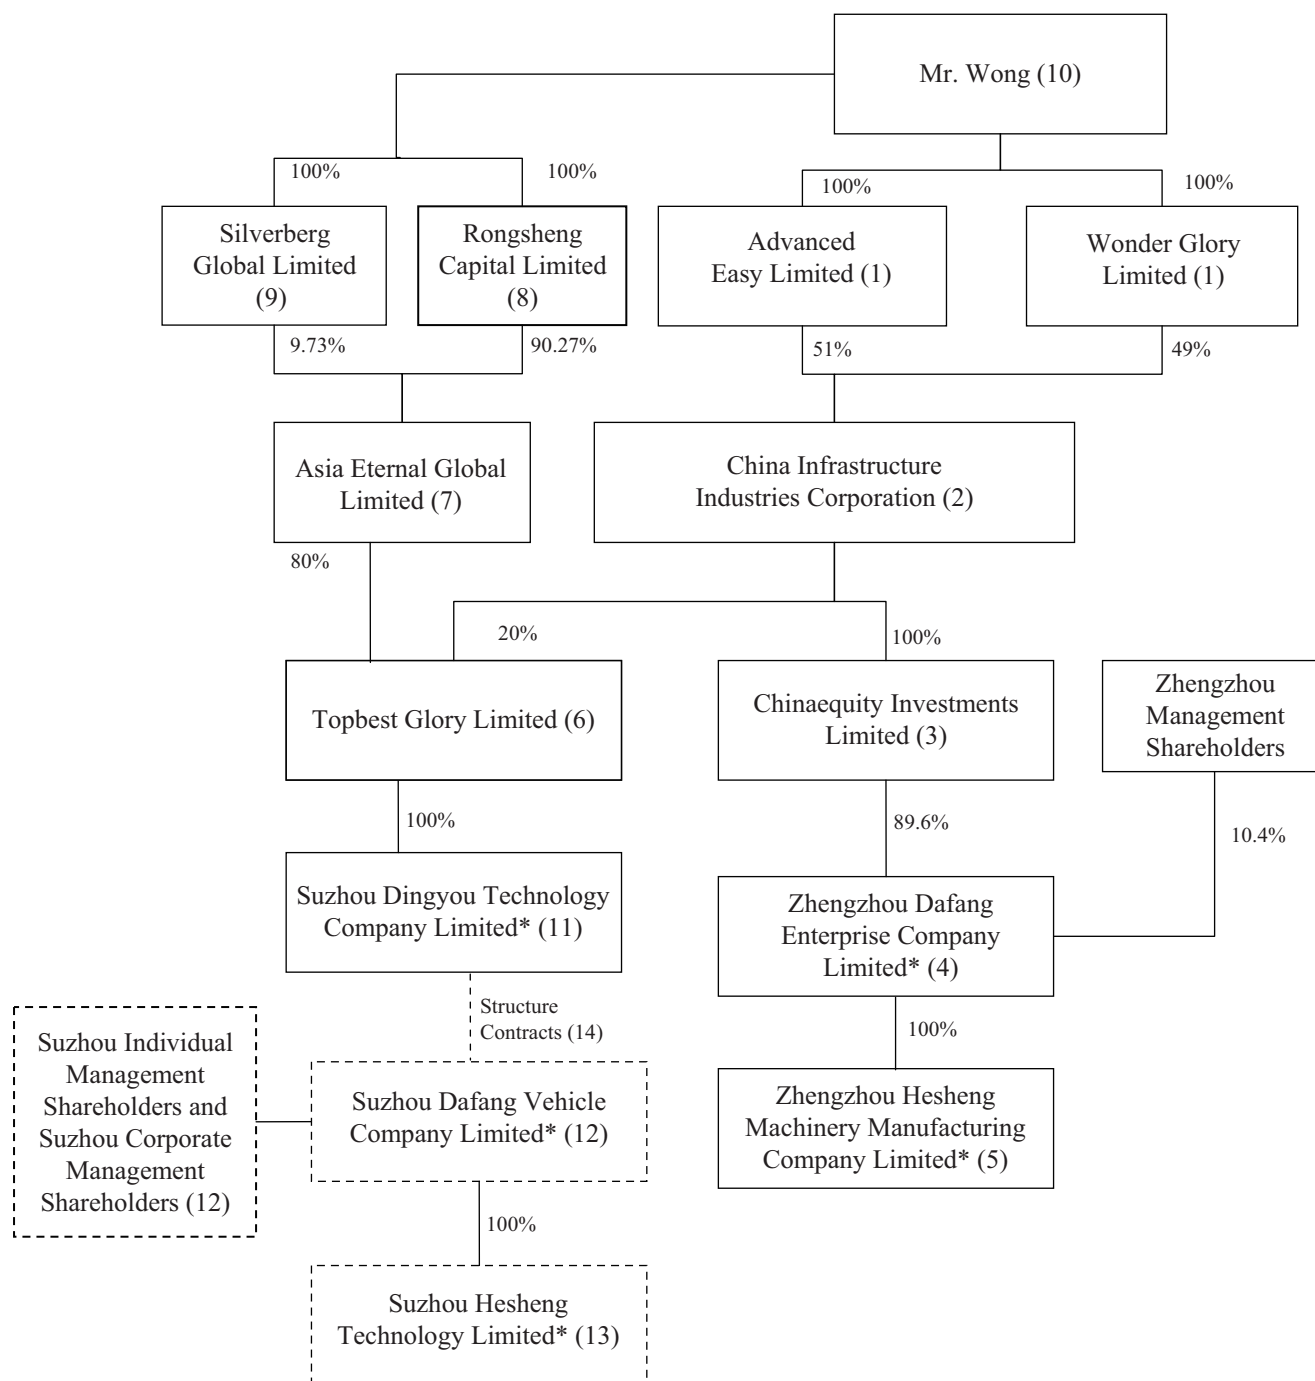 Mr. Wong (10)
100%
100%
100%
100%
Silverberg
Global Limited
(9)
Rongsheng
Capital Limited
(8)
Advanced
Easy Limited (1)
Wonder Glory
Limited (1)
9.73%
90.27%
51%
49%
Asia Eternal Global
Limited (7)
China Infrastructure
Industries Corporation (2)
80%
20%
100%
Topbest Glory Limited (6)
Chinaequity Investments
Limited (3)
Zhengzhou
Management
Shareholders
100%
89.6%
10.4%
Suzhou Dingyou Technology
Company Limited* (11)
Zhengzhou Dafang
Enterprise Company
Limited* (4)
Structure
Contracts (14)
100%
Suzhou Individual
Management
Shareholders and
Suzhou Corporate
Management
Shareholders (12)
Suzhou Dafang Vehicle
Company Limited* (12)
Zhengzhou Hesheng
Machinery Manufacturing
Company Limited* (5)
100%
Suzhou Hesheng
Technology Limited* (13)